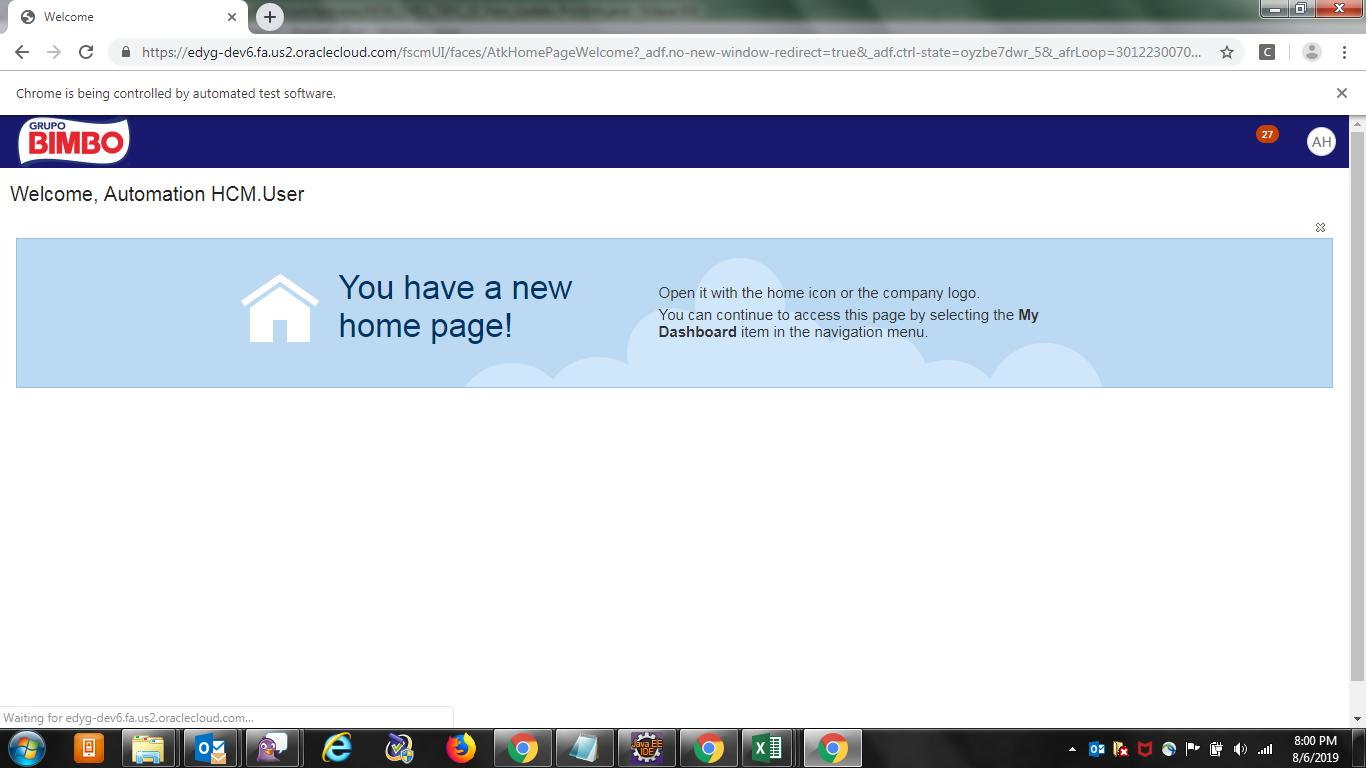 Welcome
https://edyg-dev6.fa.us2.oraclecloud.com/fscmUI/faces/AtkHomePageWelcome?_adf.no-new-window-redirect=true&_adf.ctrl-state=oyzbe7dwr_5&_afrLoop=3012230070...
C
Chrome is being controlled by automated test software.
GRUPO
BIMBO
27
AH
Welcome, Automation HCM.User
You have a new
home page!
Open it with the home icon or the company logo.
You can continue to access this page by selecting the My
Dashboard item in the navigation menu.
Waiting for edyg-dev6.fa.us2.oraclecloud.com...
Java EE
IDE
8:00 PM
8/6/2019